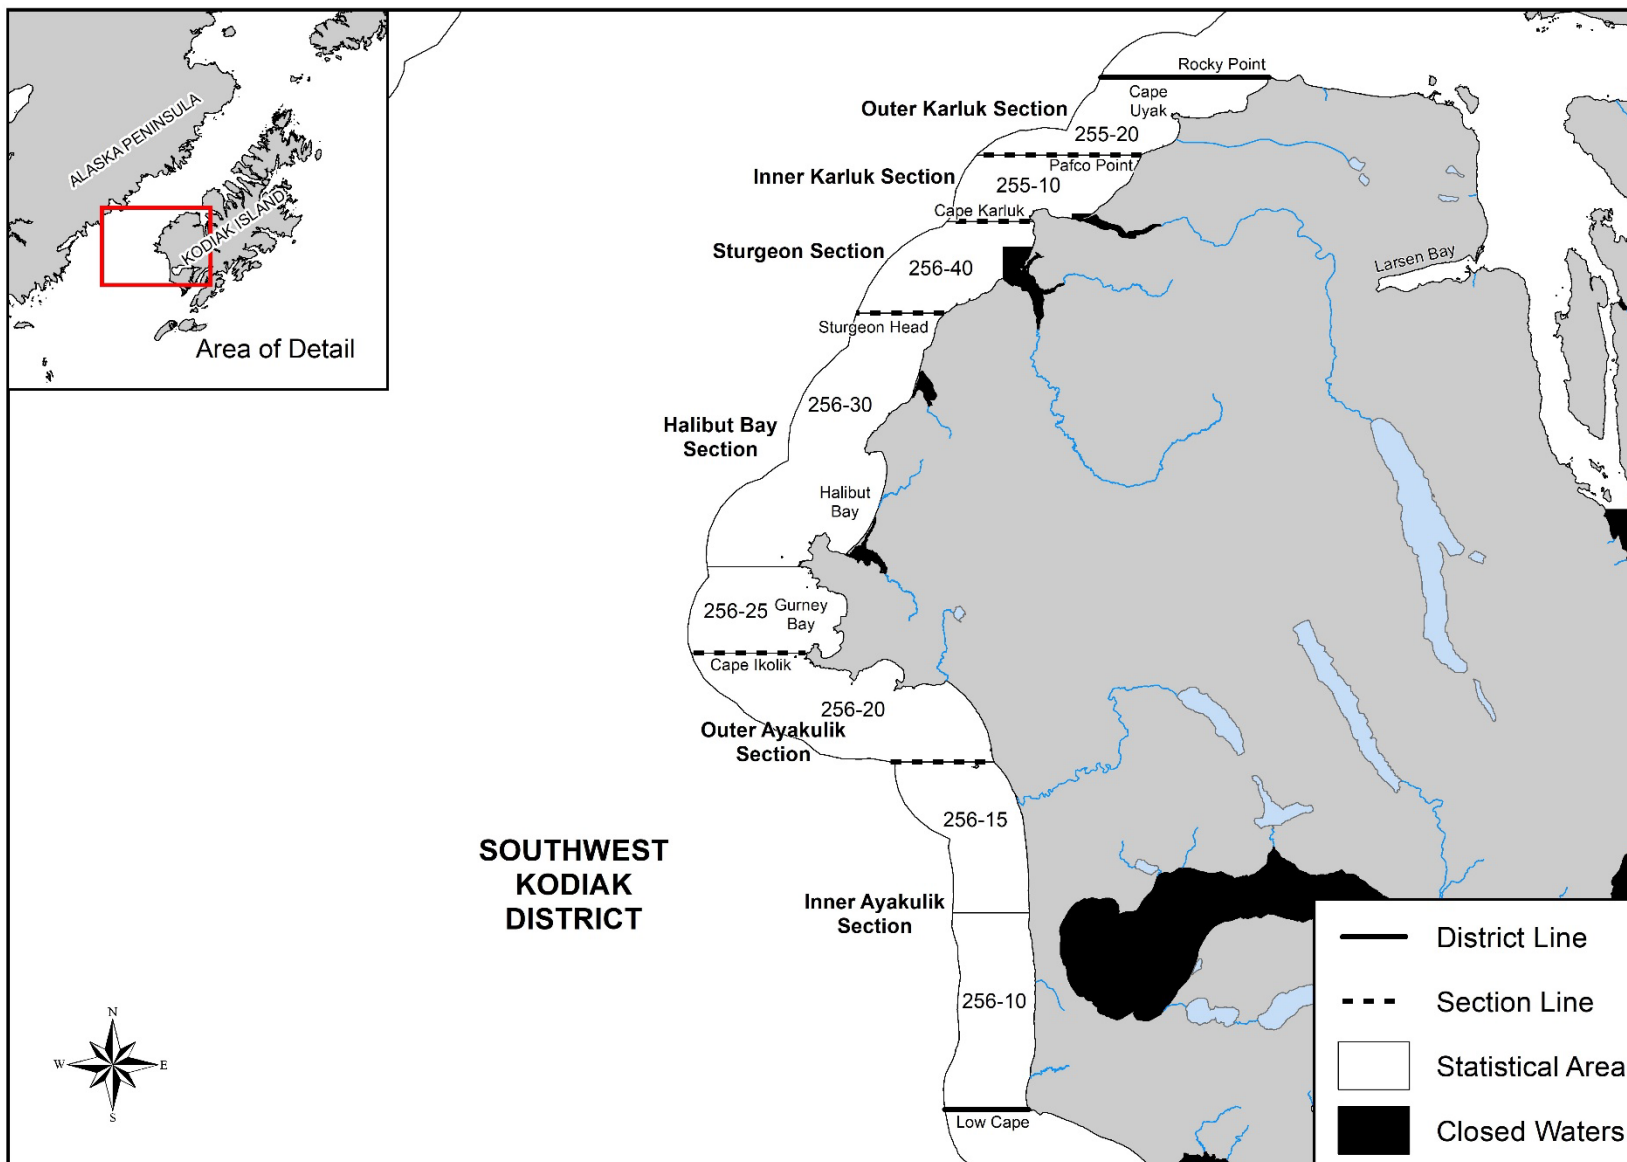 ALASKA PENINSULA
KODIAK ISLAND
Area of Detail
Rocky Point
Cape
Uyak
Outer Karluk Section
255-20
Pafco Point
Inner Karluk Section
255-10
Cape Karluk
Sturgeon Section
256-40
Larsen Bay
Sturgeon Head
256-30
Halibut Bay
Section
Halibut
Bay
256-25
Gurney
Bay
Cape Ikolik
256-20
Outer Ayakulik
Section
256-15
SOUTHWEST
KODIAK
DISTRICT
Inner Ayakulik
Section
256-10
Low Cape
N
W
E
S
District Line
Section Line
Statistical Area
Closed Waters